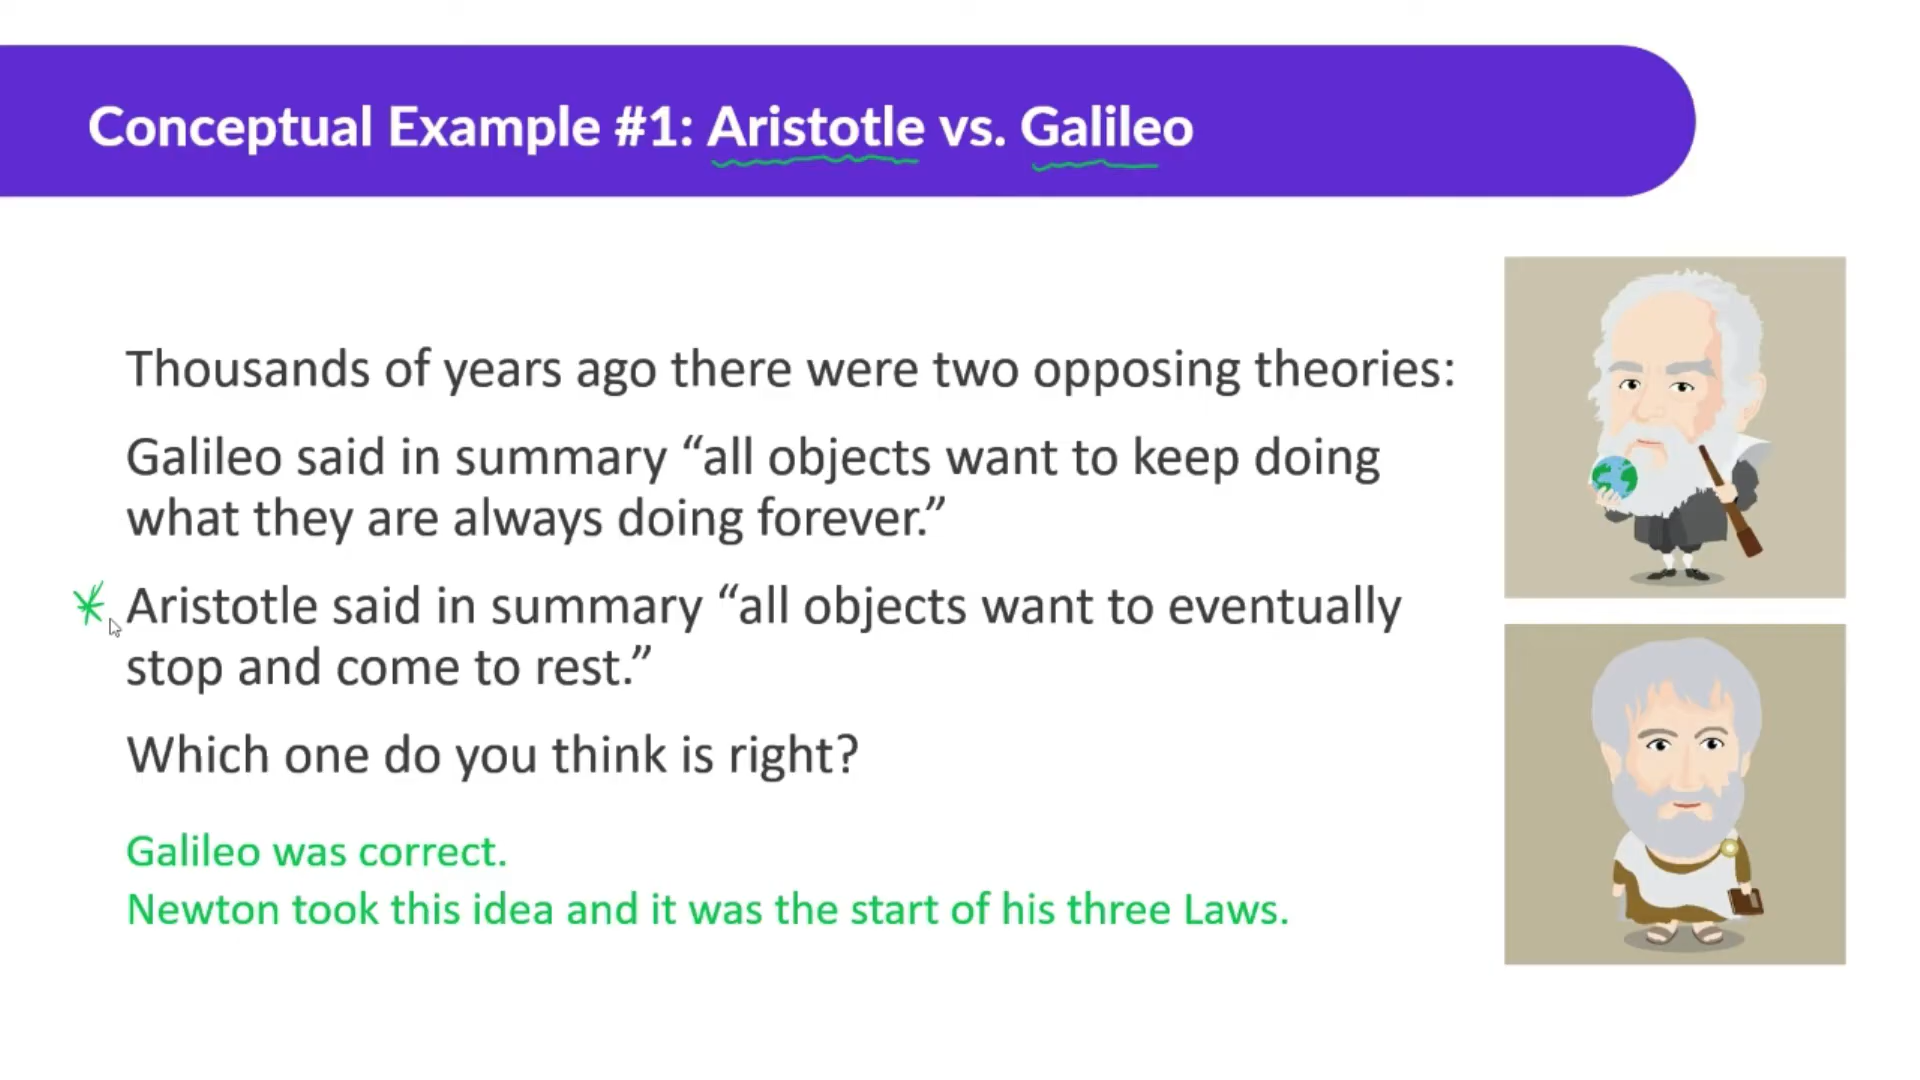 Conceptual Example #1: Aristotle vs. Galileo
Thousands of years ago there were two opposing theories:
Galileo said in summary “all objects want to keep doing
what they are always doing forever.”
Aristotle said in summary “all objects want to eventually
stop and come to rest.”
Which one do you think is right?
Galileo was correct.
Newton took this idea and it was the start of his three Laws.